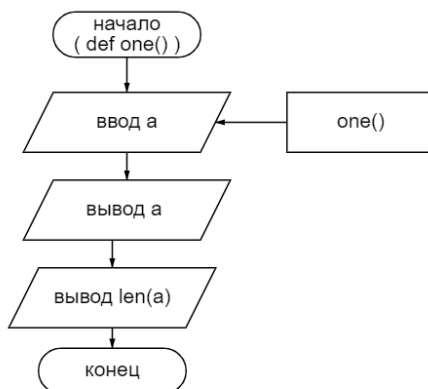 начало
( def one() )
ввод a
one()
вывод a
вывод len(a)
конец